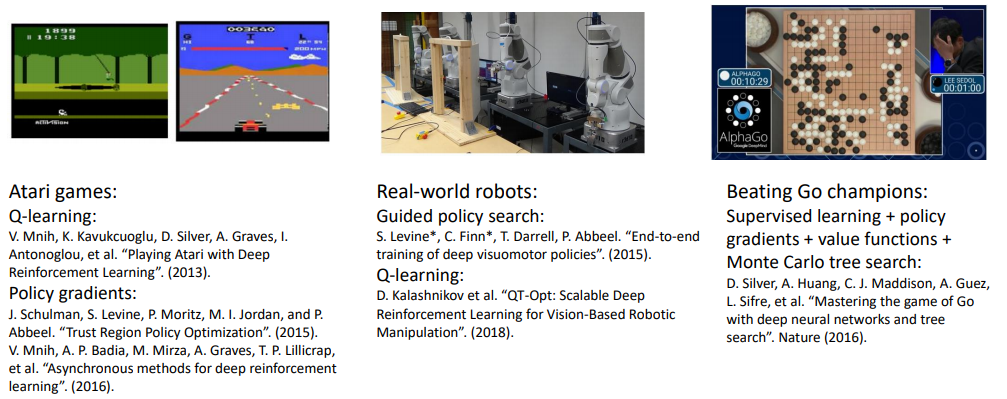 1899
19:38
ACTIVISION
003640
200 MPH
ALPHAGO
00:10:29
LEE SEDOL
00:01:00
AlphaGo
Google DeepMind
Atari games:
Q-learning:
V. Mnih, K. Kavukcuoglu, D. Silver, A. Graves, I.
Antonoglou, et al. “Playing Atari with Deep
Reinforcement Learning”. (2013).
Policy gradients:
J. Schulman, S. Levine, P. Moritz, M. I. Jordan, and P.
Abbeel. “Trust Region Policy Optimization”. (2015).
V. Mnih, A. P. Badia, M. Mirza, A. Graves, T. P. Lillicrap,
et al. “Asynchronous methods for deep reinforcement
learning”. (2016).
Real-world robots:
Guided policy search:
S. Levine*, C. Finn*, T. Darrell, P. Abbeel. “End-to-end
training of deep visuomotor policies”. (2015).
Q-learning:
D. Kalashnikov et al. “QT-Opt: Scalable Deep
Reinforcement Learning for Vision-Based Robotic
Manipulation”. (2018).
Beating Go champions:
Supervised learning + policy
gradients + value functions +
Monte Carlo tree search:
D. Silver, A. Huang, C. J. Maddison, A. Guez,
L. Sifre, et al. “Mastering the game of Go
with deep neural networks and tree
search”. Nature (2016).